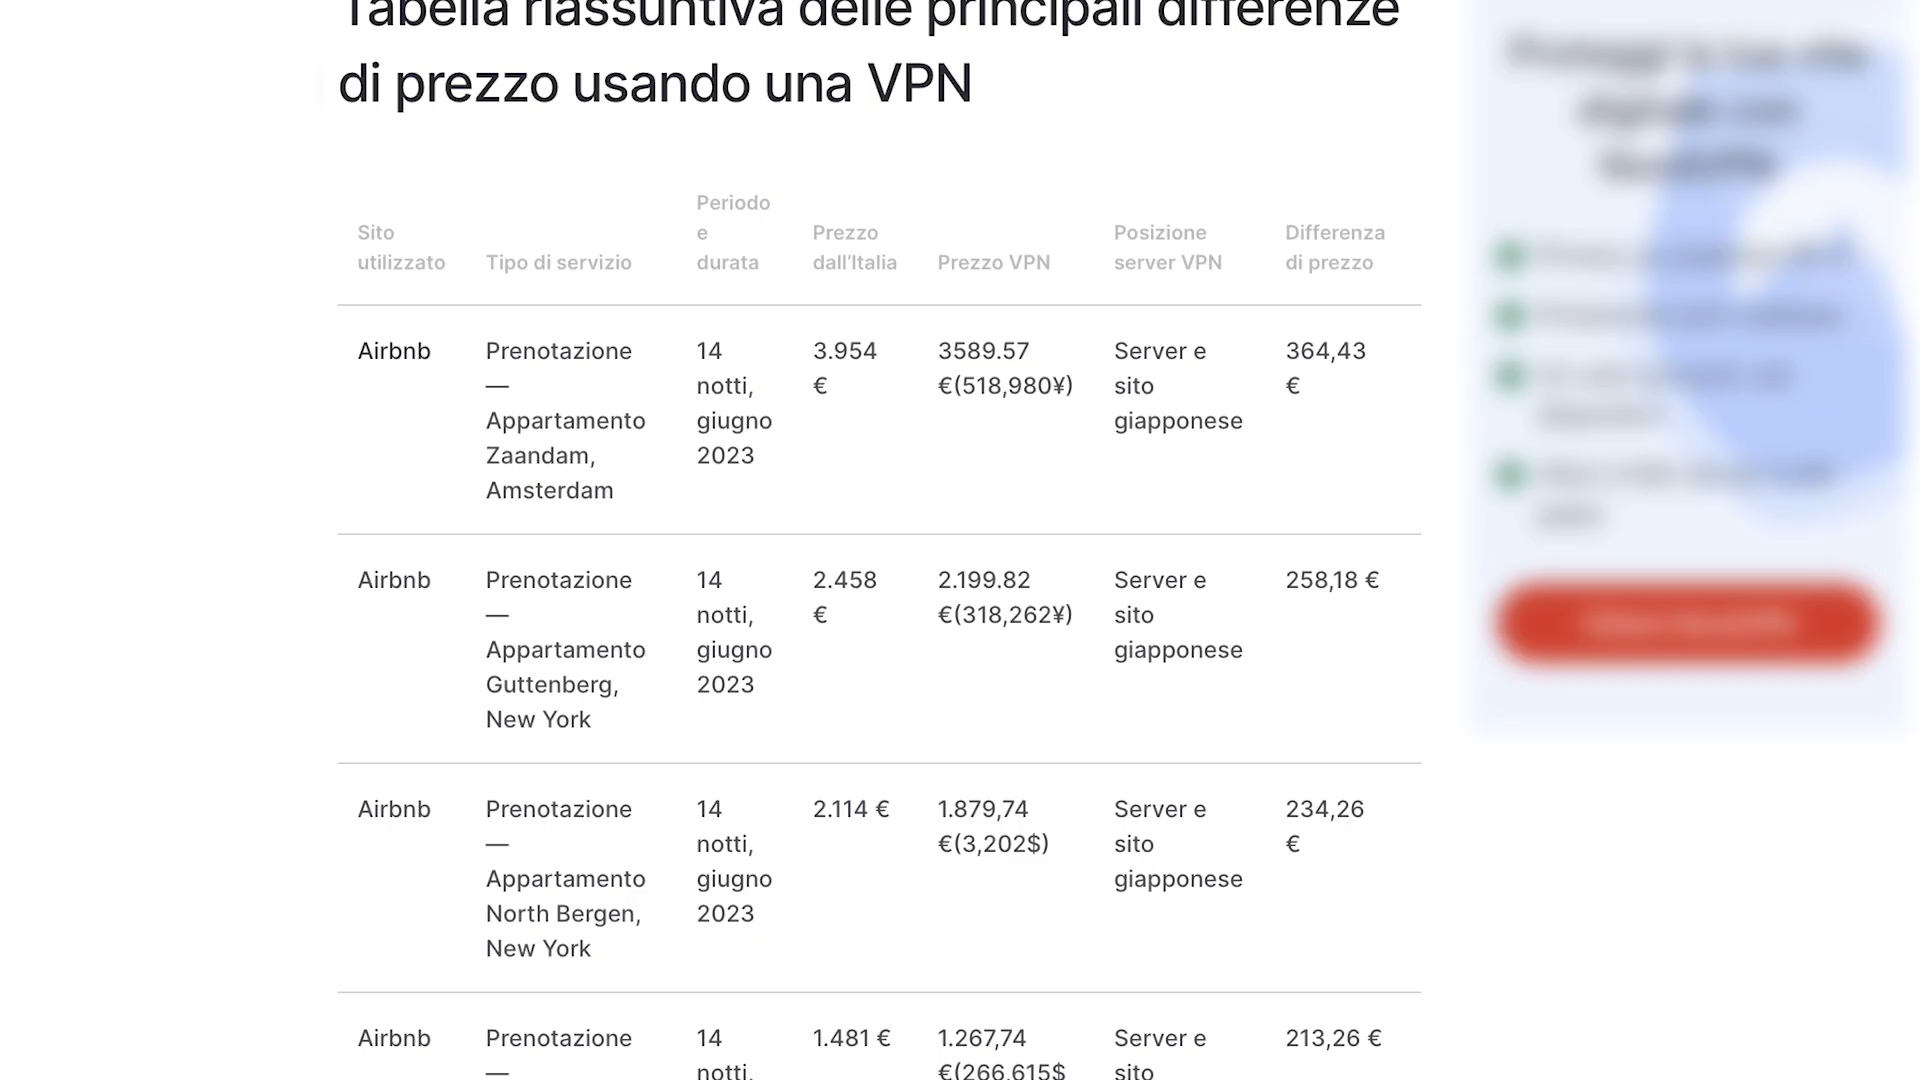 Tabella riassuntiva delle principali differenze
di prezzo usando una VPN
Sito
utilizzato
Tipo di servizio
Periodo
e
durata
Prezzo
dall'Italia
Prezzo VPN
Posizione
server VPN
Differenza
di prezzo
Airbnb
Prenotazione
—
Appartamento
Zaandam,
Amsterdam
14
notti,
giugno
2023
3.954
€
3589.57
€(518,980¥)
Server e
sito
giapponese
364,43
€
Airbnb
Prenotazione
—
Appartamento
Guttenberg,
New York
14
notti,
giugno
2023
2.458
€
2.199.82
€(318,262¥)
Server e
sito
giapponese
258,18 €
Airbnb
Prenotazione
—
Appartamento
North Bergen,
New York
14
notti,
giugno
2023
2.114 €
1.879,74
€(3,202$)
Server e
sito
giapponese
234,26
€
Airbnb
Prenotazione
—
14
notti,
1.481 €
1.267,74
€(266,615$
Server e
sito
213,26 €